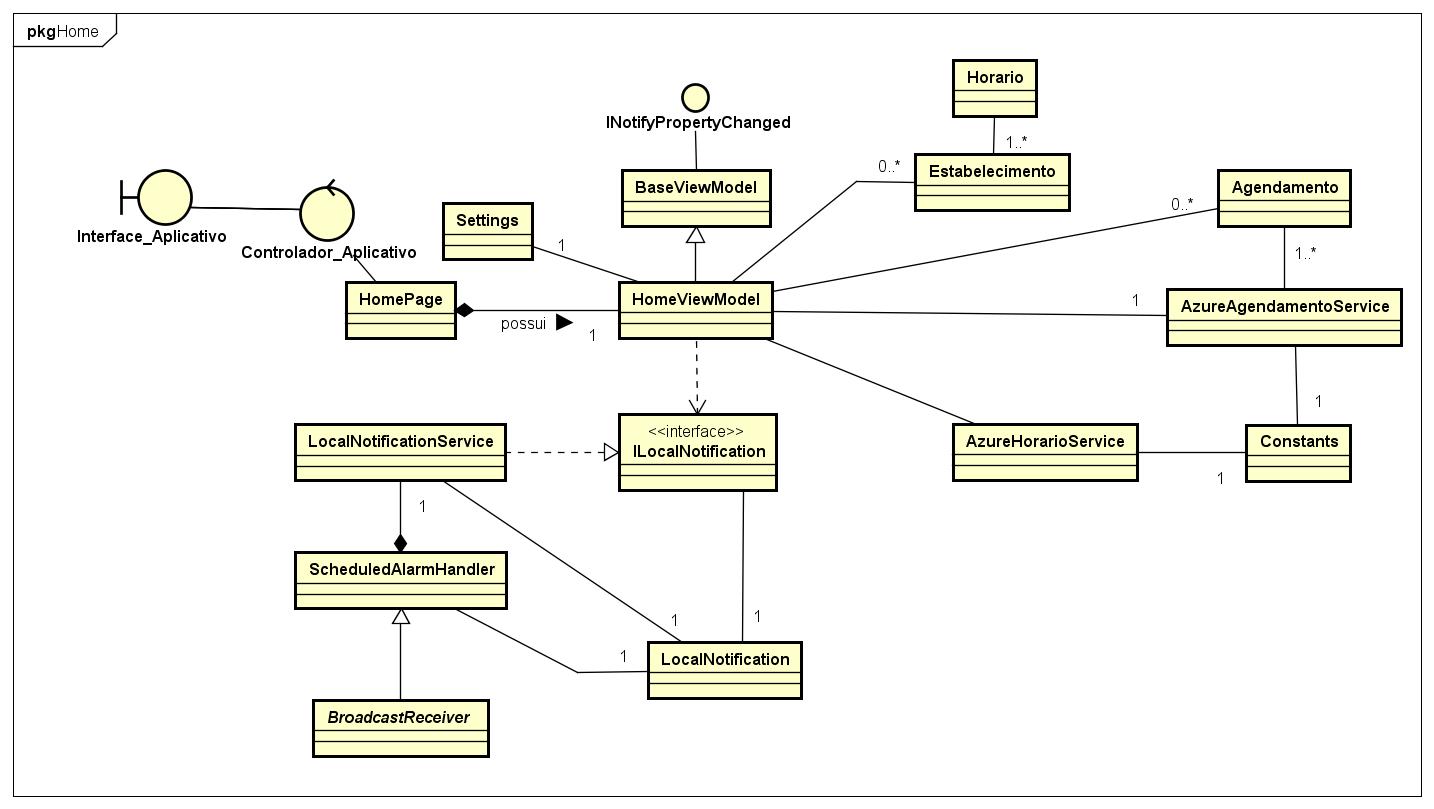 pkgHome
Horario
INotifyPropertyChanged
1..*
0..*
Estabelecimento
BaseViewModel
Agendamento
0..*
Settings
Interface_Aplicativo
1
Controlador_Aplicativo
1..*
HomePage
HomeViewModel
1
AzureAgendamentoService
possui
1
1
<<interface>>
ILocalNotification
LocalNotificationService
AzureHorarioService
Constants
1
1
ScheduledAlarmHandler
1
1
1
LocalNotification
BroadcastReceiver